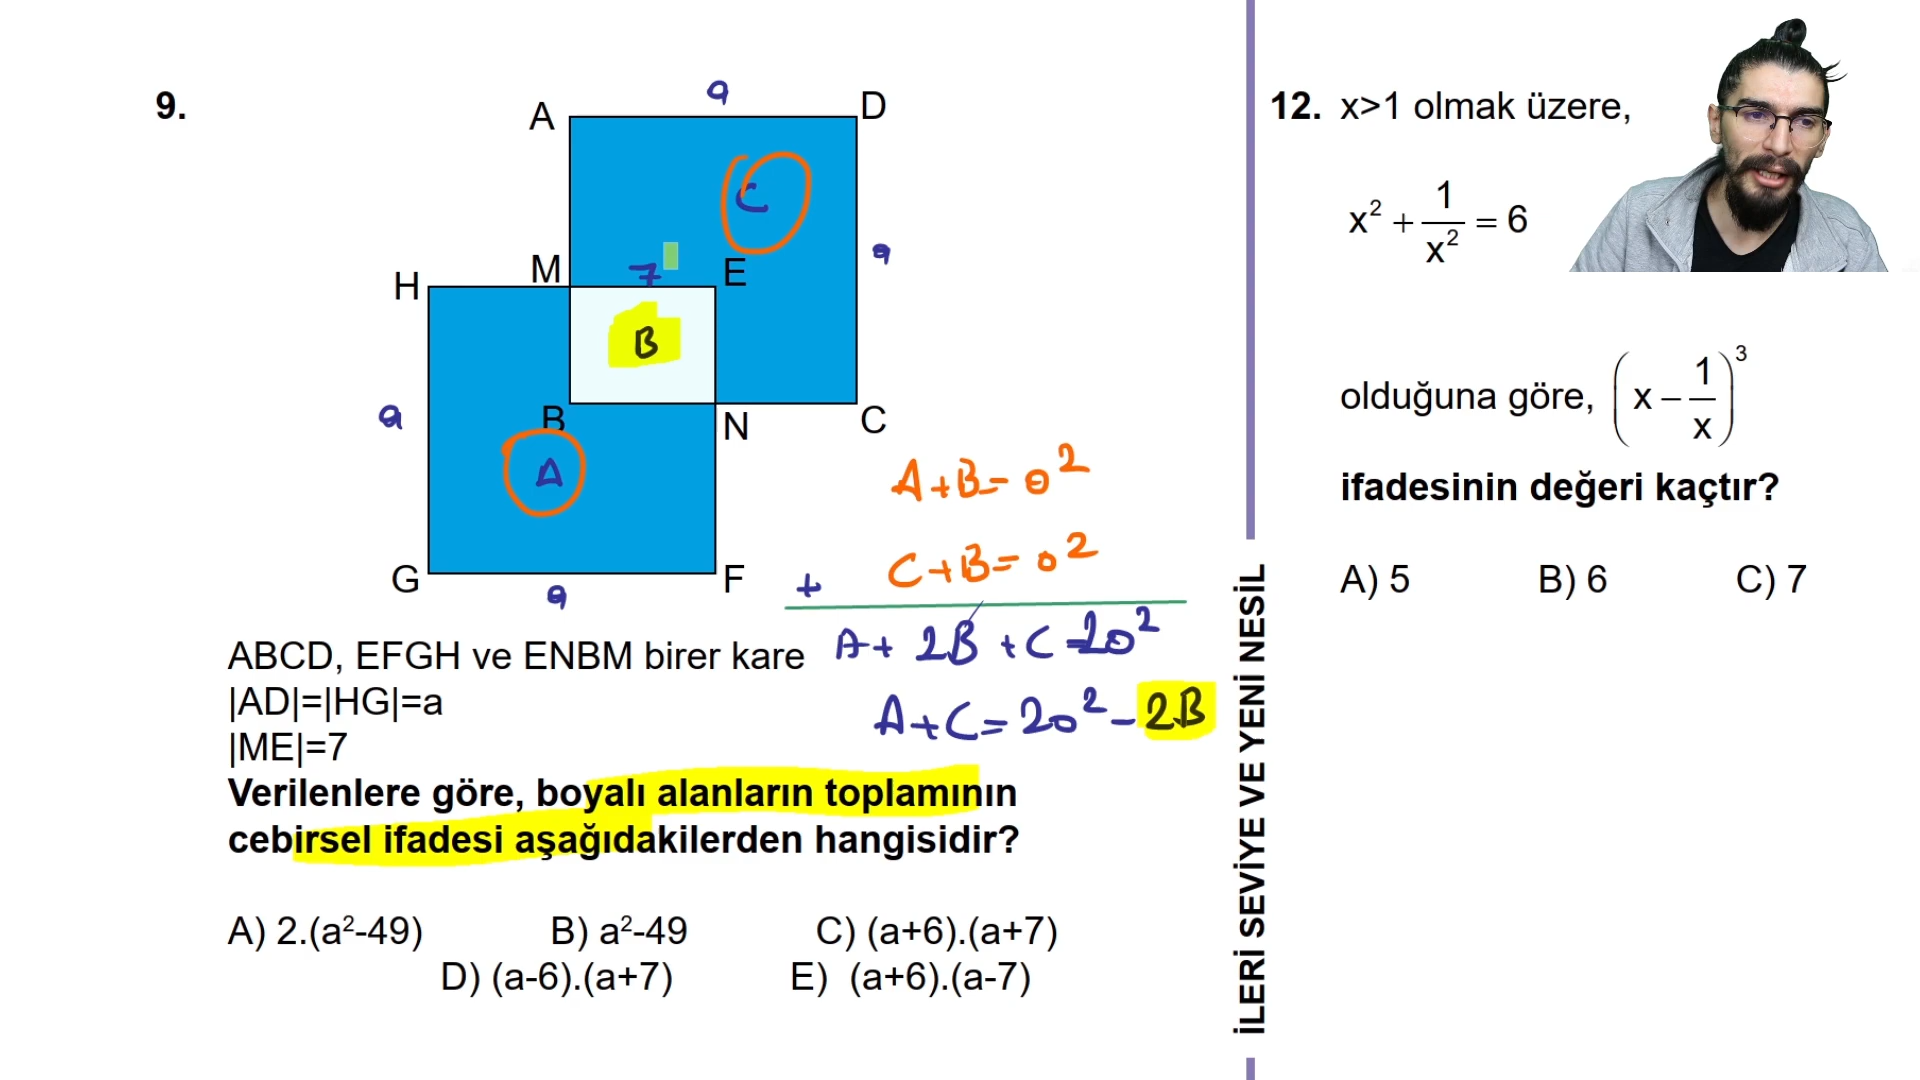 9.
a
A
D
C
a
M
7
E
H
B
a
B
N
C
A
G
F
a
A+B=a²
C+B=a²
+
A+2B+C=2a²
A+C=2a²-2B
ABCD, EFGH ve ENBM birer kare
|AD|=|HG|=a
|ME|=7
Verilenlere göre, boyalı alanların toplamının
cebirsel ifadesi aşağıdakilerden hangisidir?
A) 2.(a²-49) B) a²-49 C) (a+6).(a+7)
D) (a-6).(a+7) E) (a+6).(a-7)
İLERİ SEVİYE VE YENİ NESİL
12. x>1 olmak üzere,
x² + 1/x² = 6
olduğuna göre, (x – 1/x)³
ifadesinin değeri kaçtır?
A) 5 B) 6 C) 7